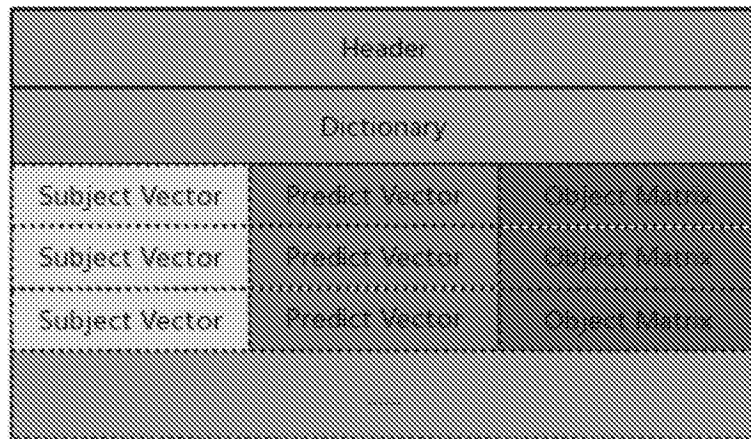 Header
Dictionary
Subject Vector Predict Vector Object Matrix
Subject Vector Predict Vector Object Matrix
Subject Vector Predict Vector Object Matrix